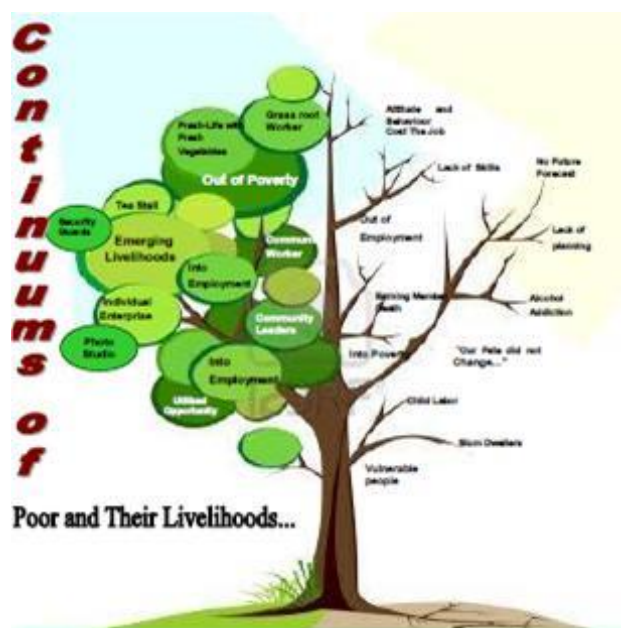 Continuums of
Poor and Their Livelihoods...
Fresh-Life with
Fresh
Vegetables
Grass root
Worker
Out of Poverty
Tea Stall
Security
Guards
Emerging
Livelihoods
Communi
Worker
Into
Employment
Individual
Enterprise
Community
Leaders
Photo
Studio
Into
Employment
Utilised
Opportunity
Attitude and
Behaviour
Cost The Job
Lack of Skills
No Future
Forecast
Out of
Employment
Lack of
planning
Earning Member
Death
Alcohol
Addiction
Into Poverty
"Our Fate did not
Change..."
Child Labor
Slum Dwellers
Vulnerable
people